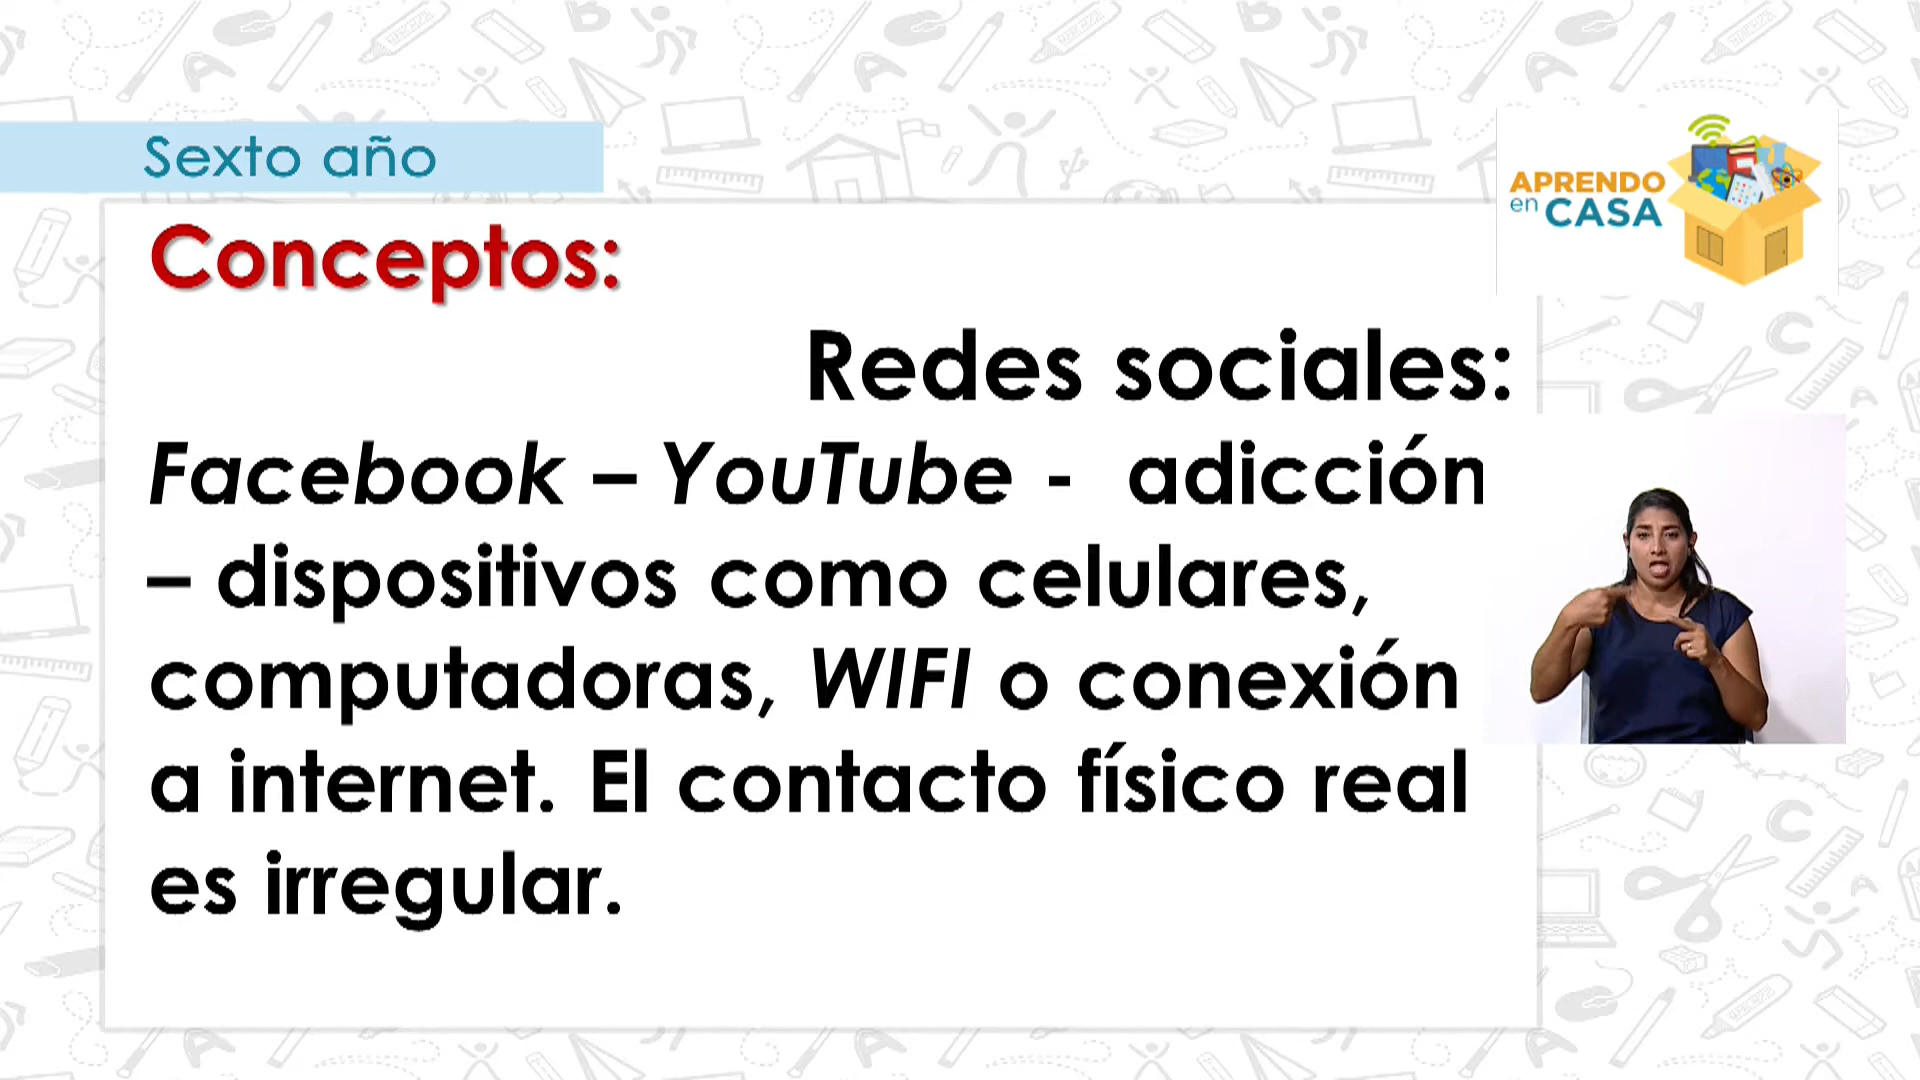 Sexto año
APRENDO
en CASA
Conceptos:
Redes sociales:
Facebook – YouTube - adicción
– dispositivos como celulares,
computadoras, WIFI o conexión
a internet. El contacto físico real
es irregular.